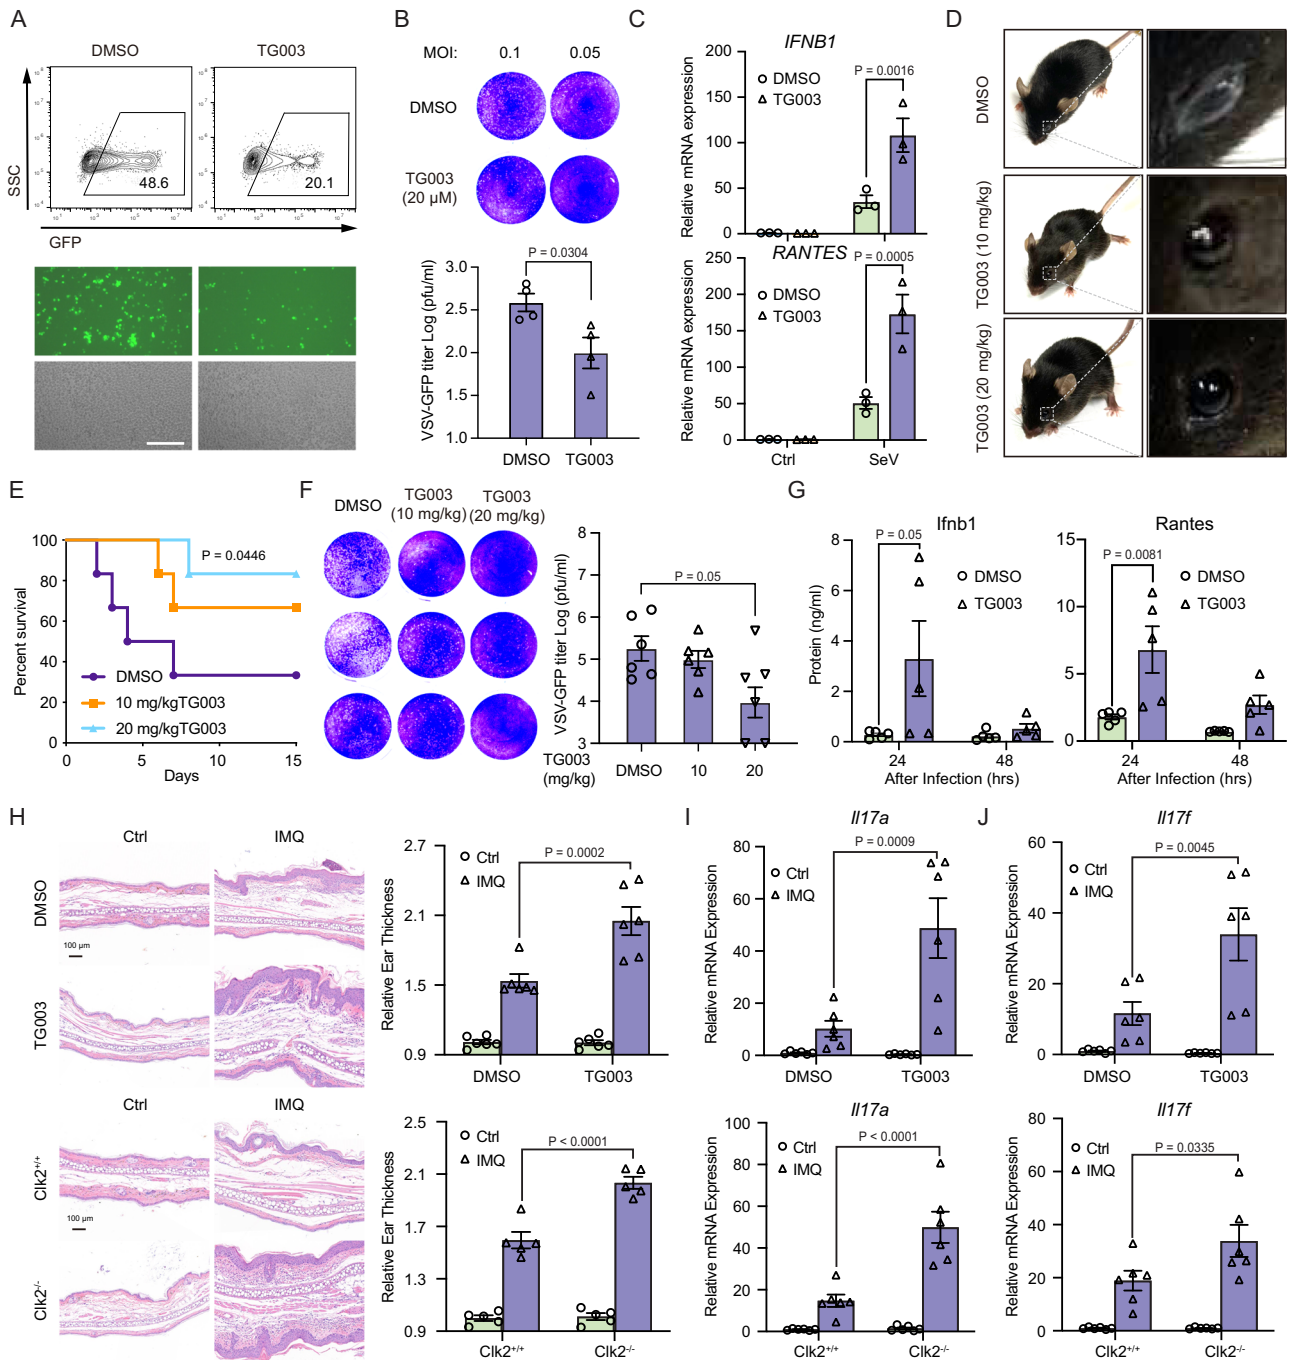 A
DMSO
TG003
SSC
48.6
20.1
GFP
B
MOI:
0.1
0.05
DMSO
TG003
(20 µM)
P = 0.0304
VSV-GFP titer Log (pfu/ml)
3.0
2.5
2.0
1.5
1.0
DMSO
TG003
C
IFNB1
Relative mRNA expression
200
150
100
50
0
DMSO
TG003
P = 0.0016
RANTES
Relative mRNA expression
200
150
100
50
0
DMSO
TG003
P = 0.0005
Ctrl
SeV
D
DMSO
TG003 (10 mg/kg)
TG003 (20 mg/kg)
E
Percent survival
100
80
60
40
20
0
P = 0.0446
DMSO
10 mg/kgTG003
20 mg/kgTG003
0
5
10
15
Days
F
DMSO
TG003
(10 mg/kg)
TG003
(20 mg/kg)
VSV-GFP titer Log (pfu/ml)
8
7
6
5
4
3
P = 0.05
TG003
(mg/kg)
DMSO
10
20
G
Ifnb1
Protein (ng/ml)
8
6
4
2
0
P = 0.05
DMSO
TG003
24
48
After Infection (hrs)
Rantes
15
10
5
0
P = 0.0081
DMSO
TG003
24
48
After Infection (hrs)
H
Ctrl
IMQ
DMSO
100 µm
TG003
Relative Ear Thickness
2.7
2.1
1.5
0.9
Ctrl
IMQ
P = 0.0002
DMSO
TG003
Ctrl
IMQ
Clk2+/+
100 µm
Clk2-/-
Relative Ear Thickness
2.5
2.1
1.7
1.3
0.9
Ctrl
IMQ
P < 0.0001
Clk2+/+
Clk2-/-
I
Il17a
Relative mRNA Expression
80
60
40
20
0
Ctrl
IMQ
P = 0.0009
DMSO
TG003
Il17a
Relative mRNA Expression
100
80
60
40
20
0
Ctrl
IMQ
P < 0.0001
Clk2+/+
Clk2-/-
J
Il17f
Relative mRNA Expression
60
40
20
0
Ctrl
IMQ
P = 0.0045
DMSO
TG003
Il17f
Relative mRNA Expression
80
60
40
20
0
Ctrl
IMQ
P = 0.0335
Clk2+/+
Clk2-/-